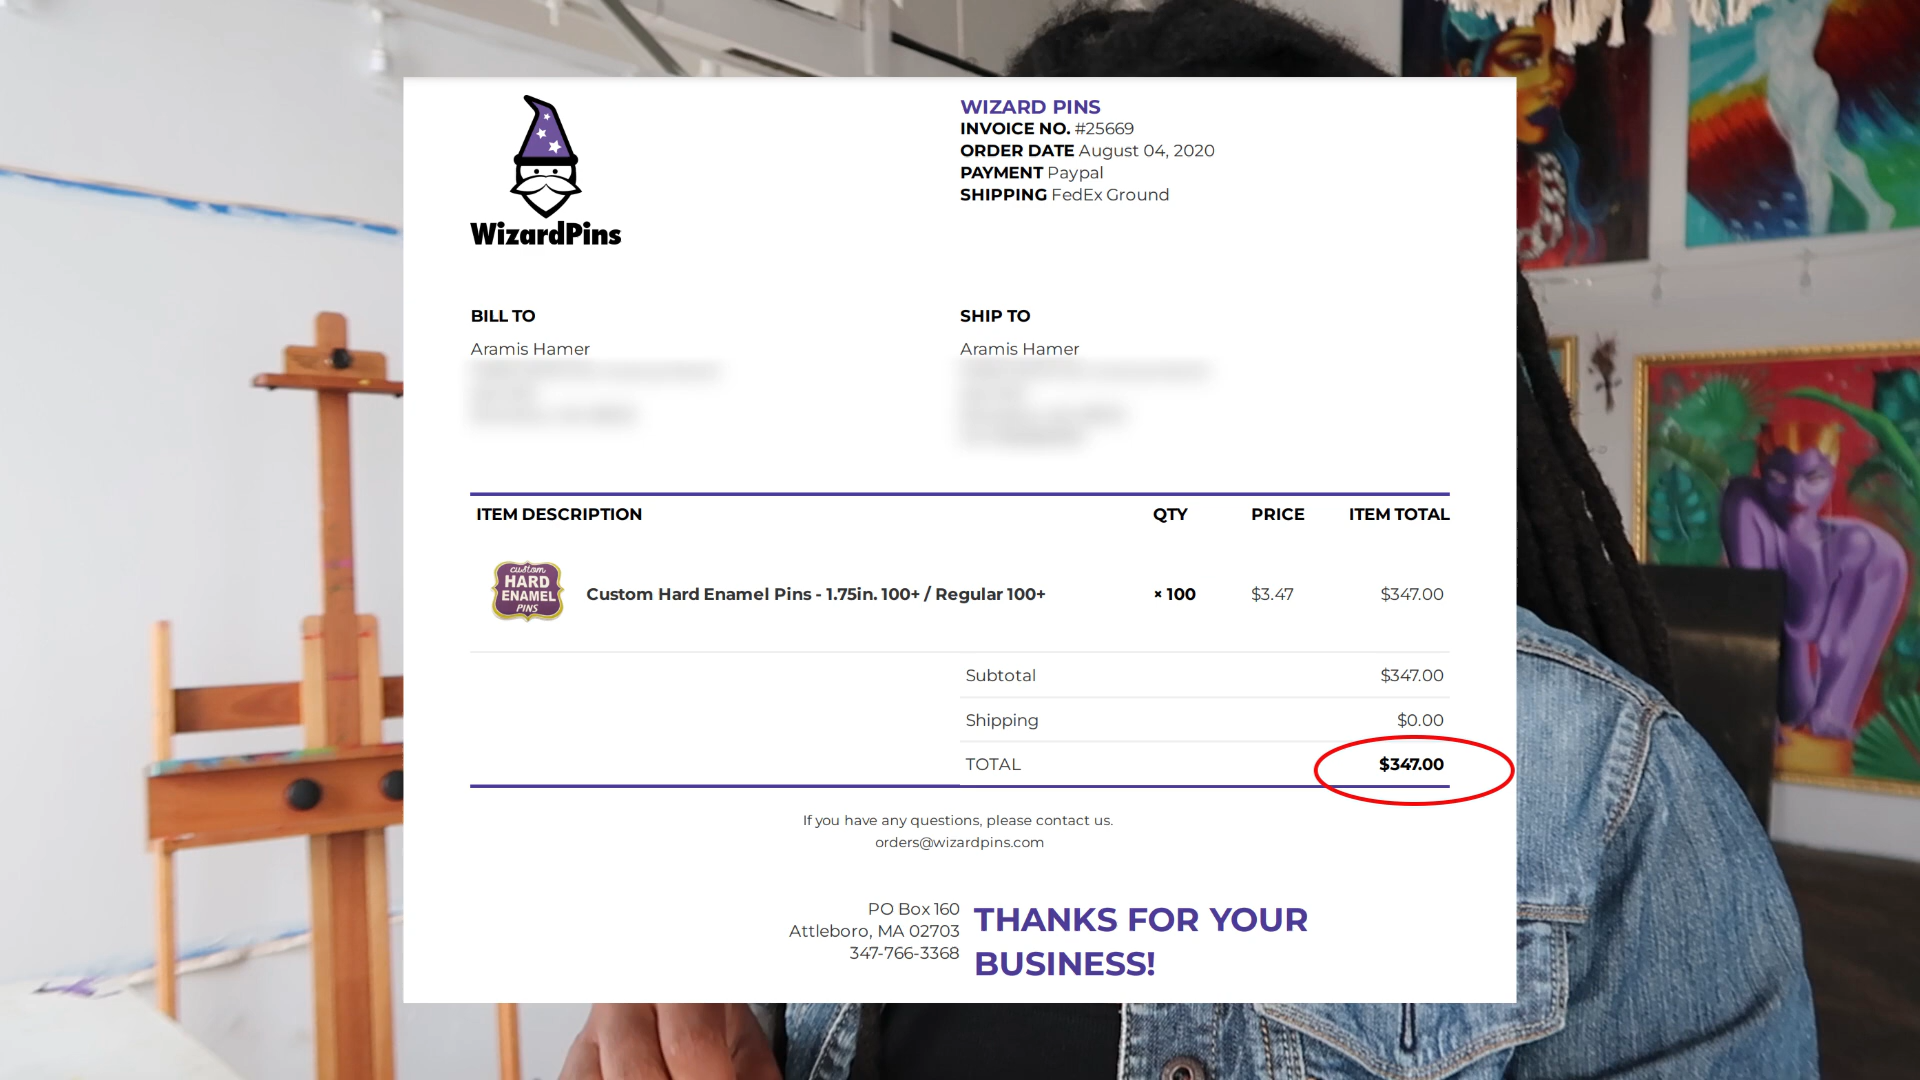 WizardPins
WIZARD PINS
INVOICE NO. #25669
ORDER DATE August 04, 2020
PAYMENT Paypal
SHIPPING FedEx Ground
BILL TO
Aramis Hamer
SHIP TO
Aramis Hamer
ITEM DESCRIPTION QTY PRICE ITEM TOTAL
custom
HARD
ENAMEL
PINS
Custom Hard Enamel Pins - 1.75in. 100+ / Regular 100+ × 100 $3.47 $347.00
Subtotal $347.00
Shipping $0.00
TOTAL $347.00
If you have any questions, please contact us.
orders@wizardpins.com
PO Box 160
Attleboro, MA 02703
347-766-3368
THANKS FOR YOUR
BUSINESS!